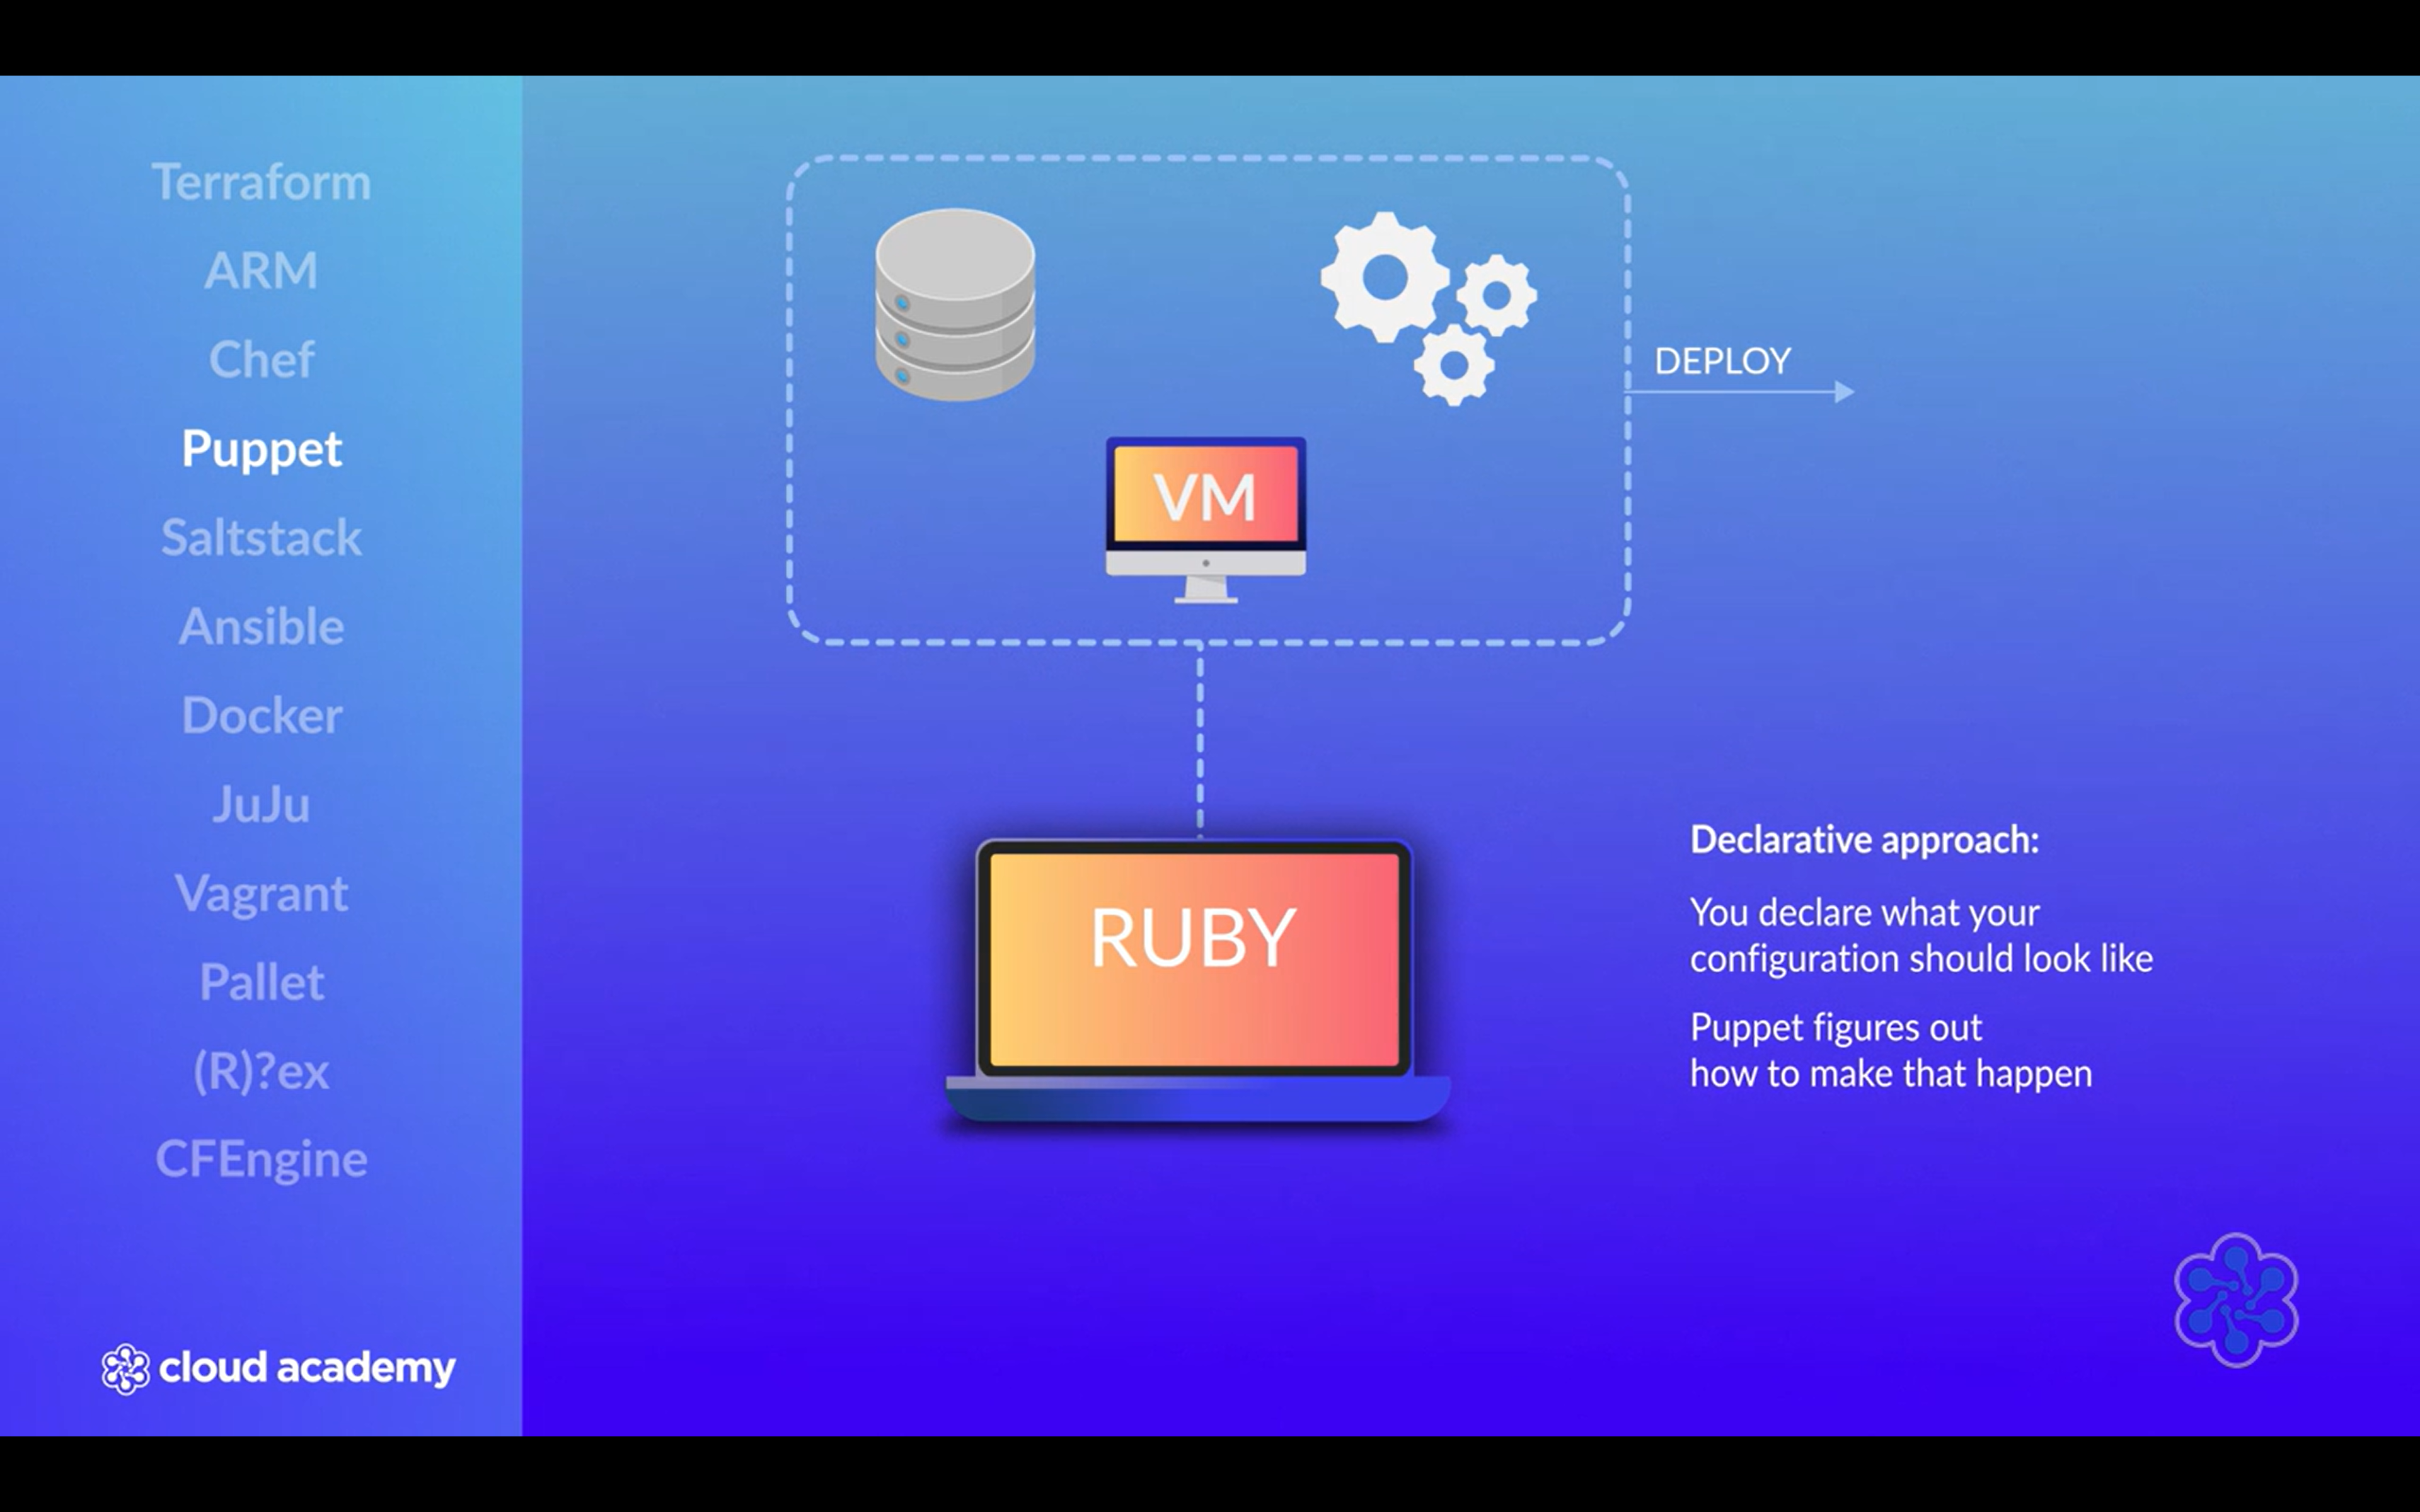 Terraform
ARM
Chef
Puppet
Saltstack
Ansible
Docker
JuJu
Vagrant
Pallet
(R)?ex
CFEngine
cloud academy
VM
DEPLOY
RUBY
Declarative approach:
You declare what your
configuration should look like
Puppet figures out
how to make that happen